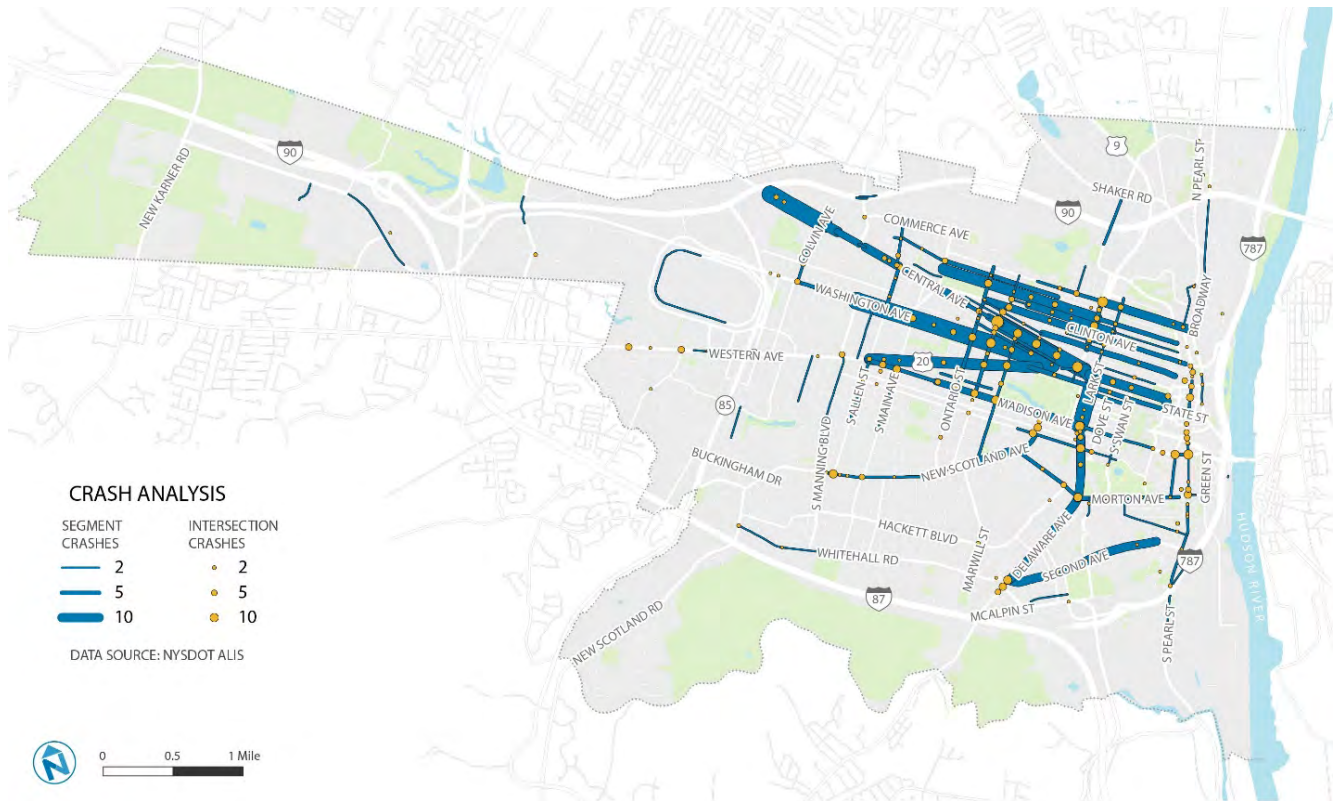 90
NEW KARNER RD
9
SHAKER RD
N PEARL ST
90
787
COLVIN AVE
COMMERCE AVE
CENTRAL AVE
WASHINGTON AVE
BROADWAY
CLINTON AVE
WESTERN AVE
20
LARK ST
S ALLEN ST
S MAIN AVE
ONTARIO ST
MADISON AVE
DOVE ST
S SWAN ST
STATE ST
85
S MANNING BLVD
BUCKINGHAM DR
NEW SCOTLAND AVE
GREEN ST
MORTON AVE
HACKETT BLVD
WHITEHALL RD
MARWILL ST
DELAWARE AVE
SECOND AVE
787
HUDSON RIVER
87
MCALPIN ST
NEW SCOTLAND RD
S PEARL ST
CRASH ANALYSIS
SEGMENT
CRASHES
2
5
10
INTERSECTION
CRASHES
2
5
10
DATA SOURCE: NYSDOT ALIS
N
0 0.5 1 Mile